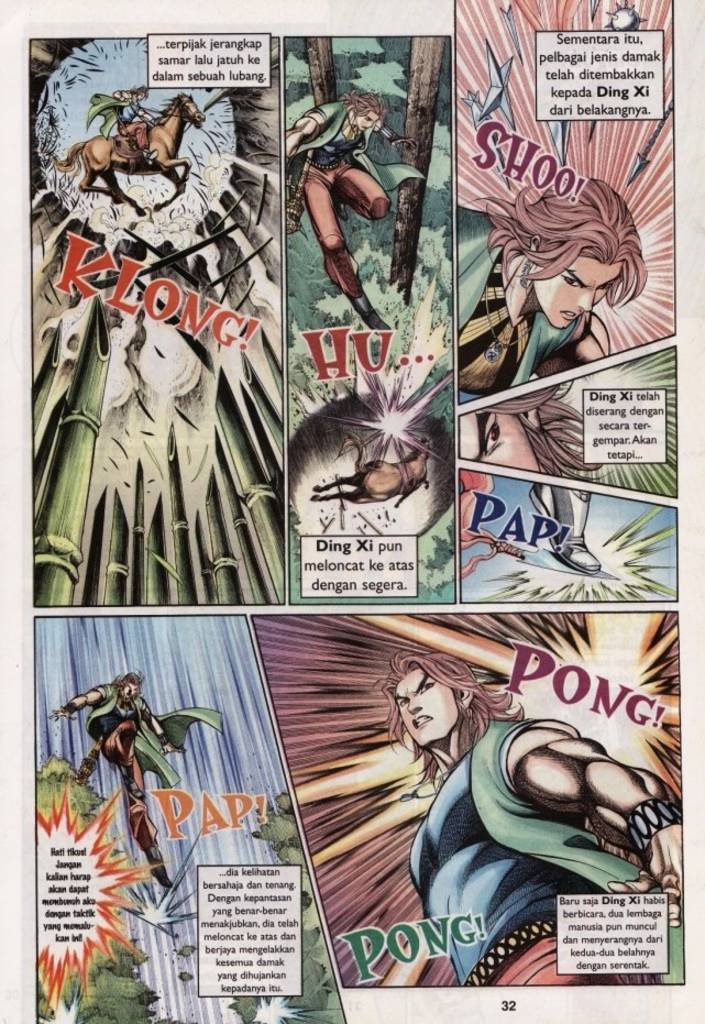 ...terpijak jerangkap
samar lalu jatuh ke
dalam sebuah lubang.
KLONG!
HU...
Ding Xi pun
meloncat ke atas
dengan segera.
Sementara itu,
pelbagai jenis damak
telah ditembakkan
kepada Ding Xi
dari belakangnya.
SHOO!
Ding Xi telah
diserang dengan
secara ter-
gempar. Akan
tetapi...
PAP!
PAP!
Hati tikus!
Jangan
kalian harap
akan dapat
membunuh aku
dengan taktik
yang memalu-
kan ini!
...dia kelihatan
bersahaja dan tenang.
Dengan kepantasan
yang benar-benar
menakjubkan, dia telah
meloncat ke atas dan
berjaya mengelakkan
kesemua damak
yang dihujankan
kepadanya itu.
PONG!
PONG!
Baru saja Ding Xi habis
berbicara, dua lembaga
manusia pun muncul
dan menyerangnya dari
kedua-dua belahnya
dengan serentak.
32